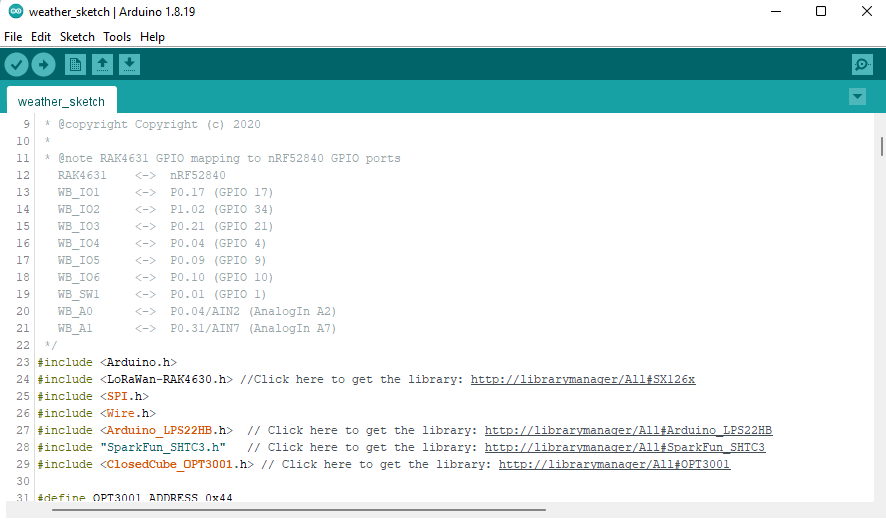 weather_sketch | Arduino 1.8.19
File Edit Sketch Tools Help
weather_sketch
9 * @copyright Copyright (c) 2020
10 *
11 * @note RAK4631 GPIO mapping to nRF52840 GPIO ports
12 RAK4631 <-> nRF52840
13 WB_IO1 <-> P0.17 (GPIO 17)
14 WB_IO2 <-> P1.02 (GPIO 34)
15 WB_IO3 <-> P0.21 (GPIO 21)
16 WB_IO4 <-> P0.04 (GPIO 4)
17 WB_IO5 <-> P0.09 (GPIO 9)
18 WB_IO6 <-> P0.10 (GPIO 10)
19 WB_SW1 <-> P0.01 (GPIO 1)
20 WB_A0 <-> P0.04/AIN2 (AnalogIn A2)
21 WB_A1 <-> P0.31/AIN7 (AnalogIn A7)
22 */
23 #include <Arduino.h>
24 #include <LoRaWan-RAK4630.h> //Click here to get the library: http://librarymanager/All#SX126x
25 #include <SPI.h>
26 #include <Wire.h>
27 #include <Arduino_LPS22HB.h> // Click here to get the library: http://librarymanager/All#Arduino_LPS22HB
28 #include "SparkFun_SHTC3.h" // Click here to get the library: http://librarymanager/All#SparkFun_SHTC3
29 #include <ClosedCube_OPT3001.h> // Click here to get the library: http://librarymanager/All#OPT3001
30
31 #define OPT3001_ADDRESS 0x44